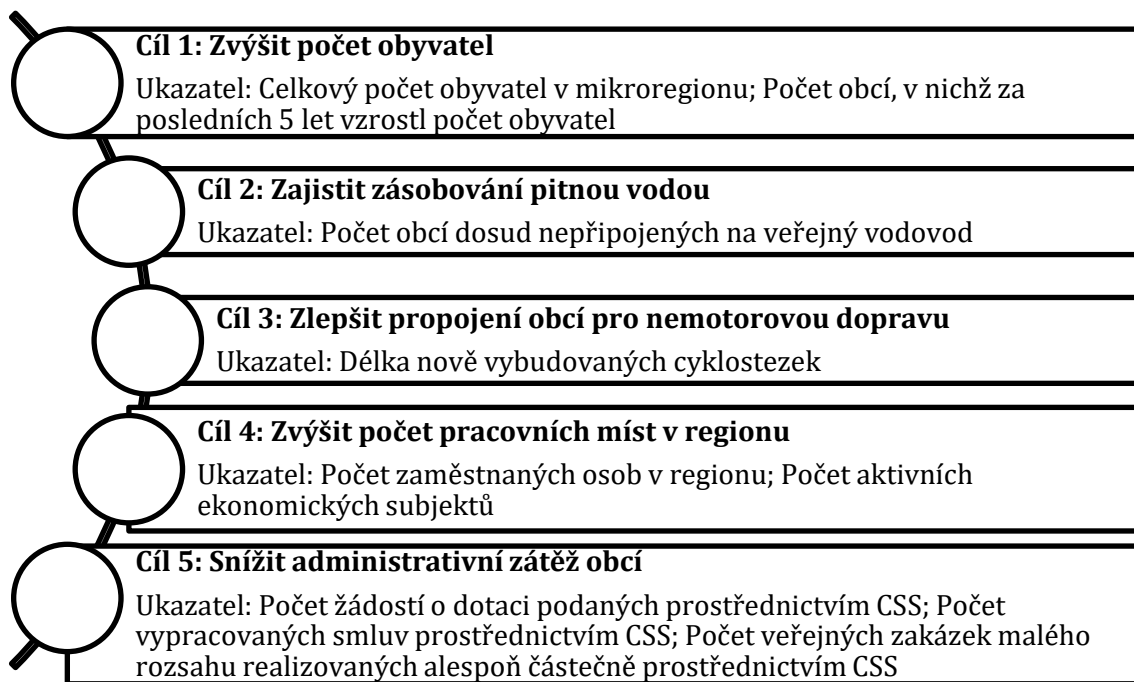 Cíl 1: Zvýšit počet obyvatel
Ukazatel: Celkový počet obyvatel v mikroregionu; Počet obcí, v nichž za
posledních 5 let vzrostl počet obyvatel
Cíl 2: Zajistit zásobování pitnou vodou
Ukazatel: Počet obcí dosud nepřipojených na veřejný vodovod
Cíl 3: Zlepšit propojení obcí pro nemotorovou dopravu
Ukazatel: Délka nově vybudovaných cyklostezek
Cíl 4: Zvýšit počet pracovních míst v regionu
Ukazatel: Počet zaměstnaných osob v regionu; Počet aktivních
ekonomických subjektů
Cíl 5: Snížit administrativní zátěž obcí
Ukazatel: Počet žádostí o dotaci podaných prostřednictvím CSS; Počet
vypracovaných smluv prostřednictvím CSS; Počet veřejných zakázek malého
rozsahu realizovaných alespoň částečně prostřednictvím CSS